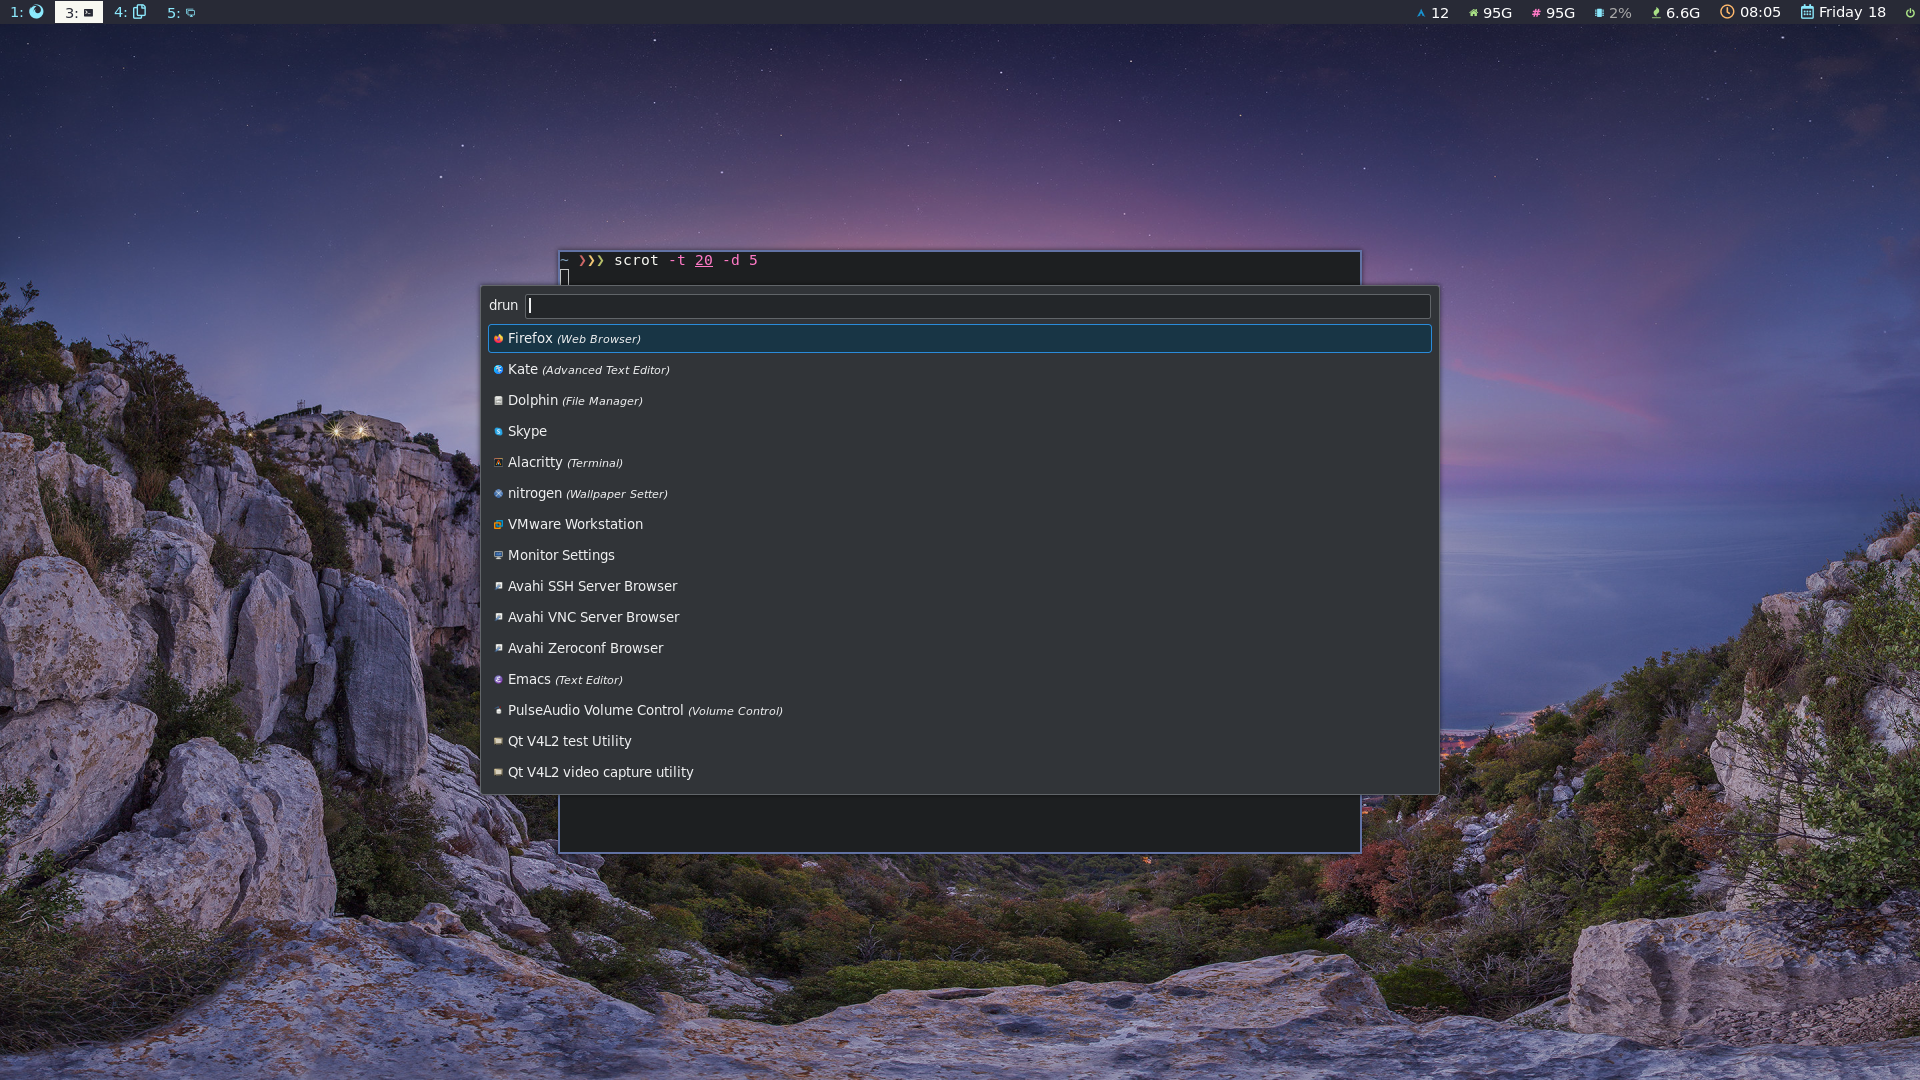 1: 3: 4: 5: 12 95G 95G 2% 6.6G 08:05 Friday 18
~ ❯❯❯ scrot -t 20 -d 5
drun
Firefox (Web Browser)
Kate (Advanced Text Editor)
Dolphin (File Manager)
Skype
Alacritty (Terminal)
nitrogen (Wallpaper Setter)
VMware Workstation
Monitor Settings
Avahi SSH Server Browser
Avahi VNC Server Browser
Avahi Zeroconf Browser
Emacs (Text Editor)
PulseAudio Volume Control (Volume Control)
Qt V4L2 test Utility
Qt V4L2 video capture utility